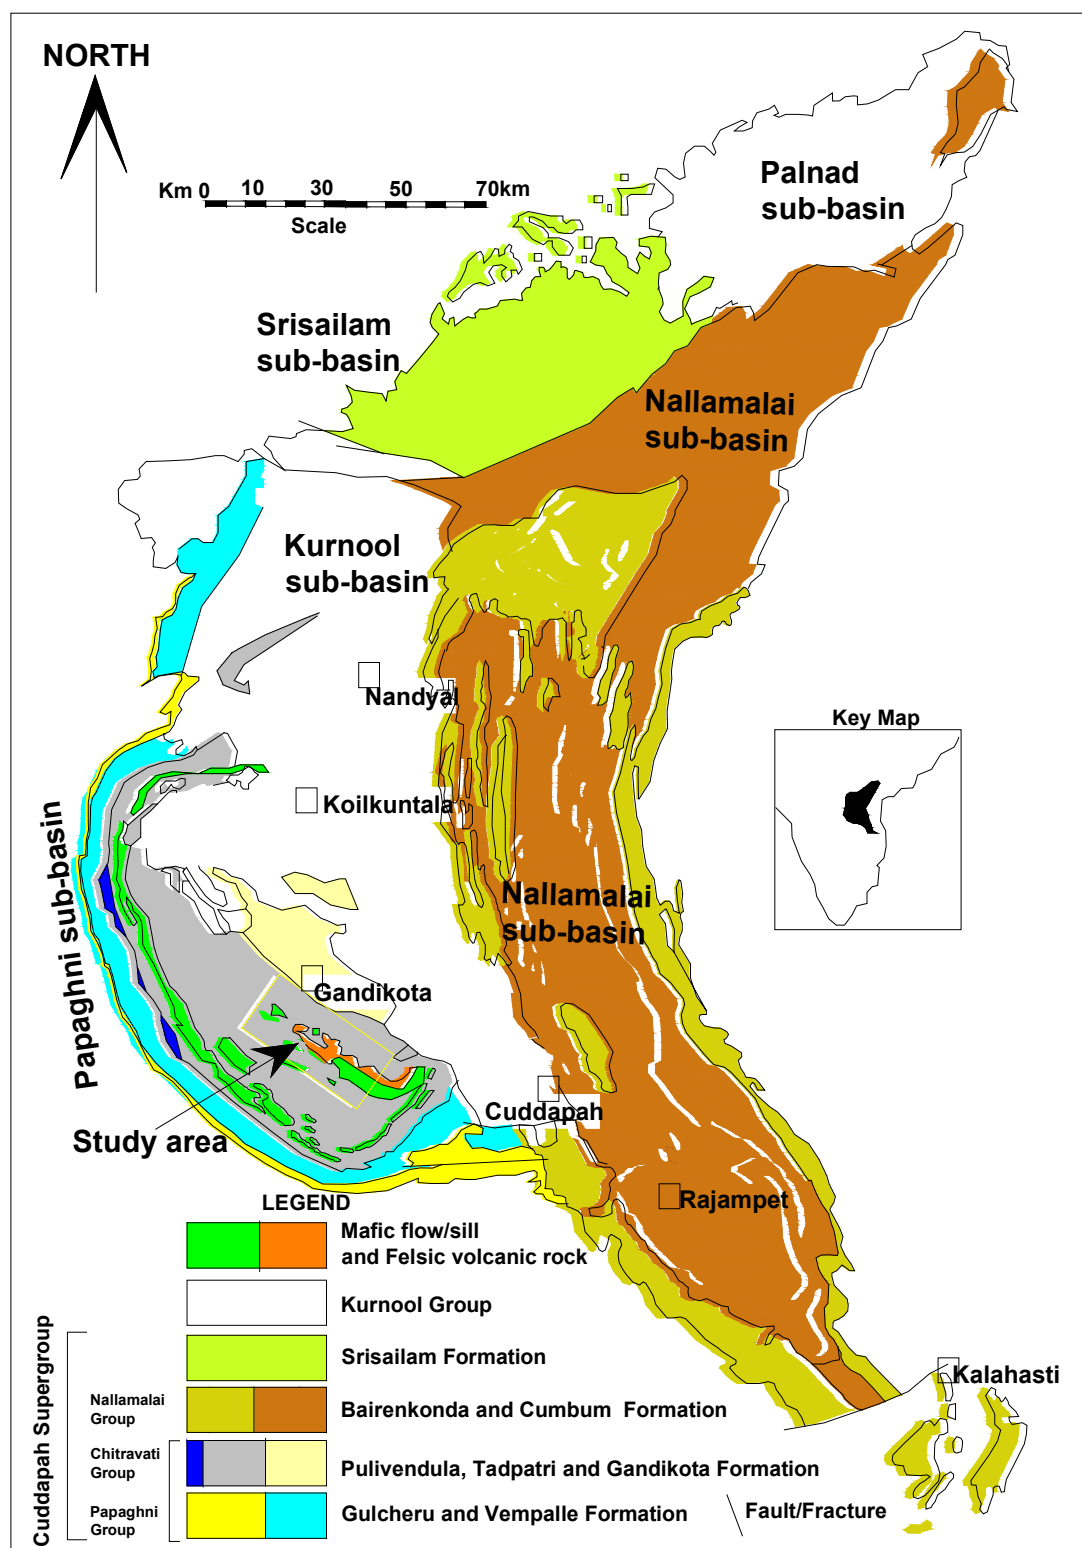 NORTH
Km 0 10 30 50 70km
Scale
Palnad
sub-basin
Srisailam
sub-basin
Nallamalai
sub-basin
Kurnool
sub-basin
Nandyal
Key Map
Koilkuntala
Papaghni sub-basin
Nallamalai
sub-basin
Gandikota
Cuddapah
Study area
Rajampet
Kalahasti
LEGEND
Mafic flow/sill
and Felsic volcanic rock
Kurnool Group
Cuddapah Supergroup
Srisailam Formation
Nallamalai
Group
Bairenkonda and Cumbum Formation
Chitravati
Group
Pulivendula, Tadpatri and Gandikota Formation
Papaghni
Group
Gulcheru and Vempalle Formation
Fault/Fracture